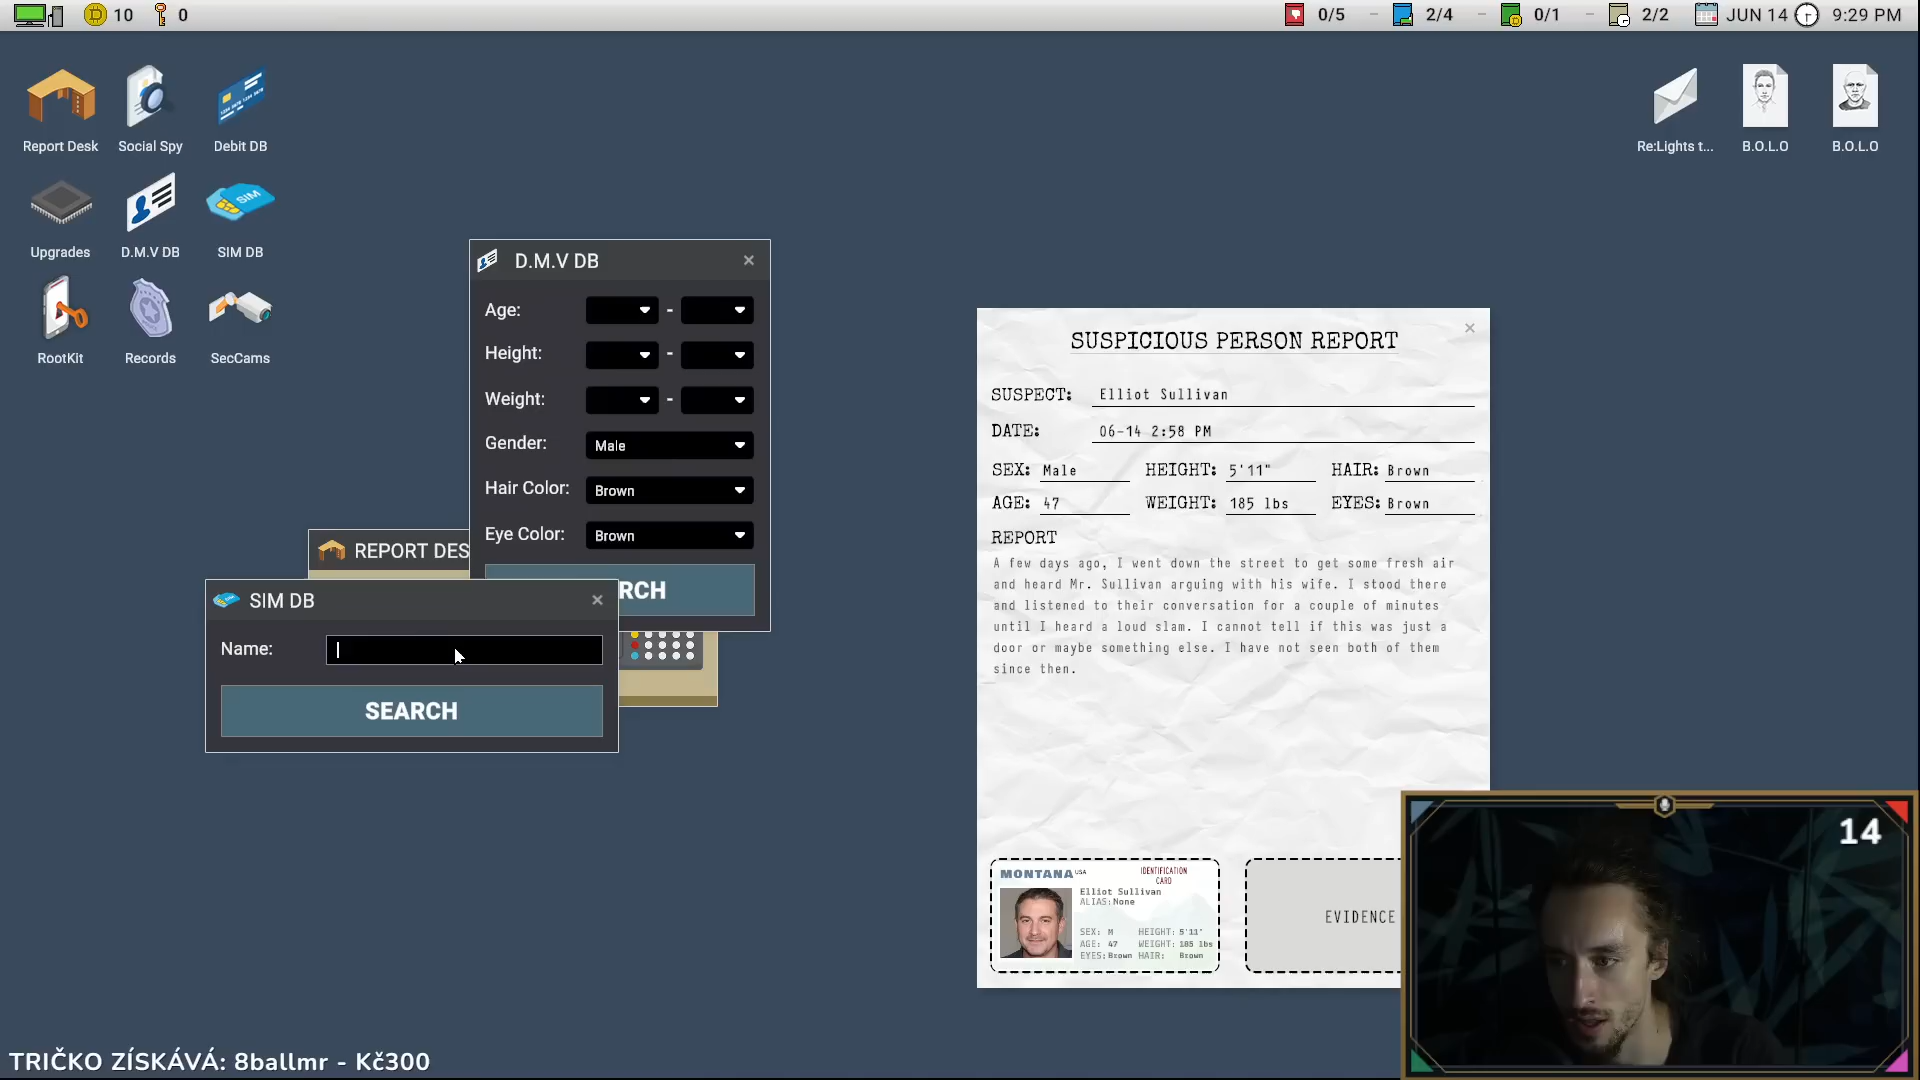 10
0
0/5
2/4
0/1
2/2
JUN 14
9:29 PM
Report Desk
Social Spy
Debit DB
Upgrades
D.M.V DB
SIM DB
RootKit
Records
SecCams
Re:Lights t...
B.O.L.O
B.O.L.O
D.M.V DB
Age:
Height:
Weight:
Gender: Male
Hair Color: Brown
Eye Color: Brown
RCH
REPORT DES
SIM DB
Name:
SEARCH
SUSPICIOUS PERSON REPORT
SUSPECT: Elliot Sullivan
DATE: 06-14 2:58 PM
SEX: Male HEIGHT: 5'11" HAIR: Brown
AGE: 47 WEIGHT: 185 lbs EYES: Brown
REPORT
A few days ago, I went down the street to get some fresh air
and heard Mr. Sullivan arguing with his wife. I stood there
and listened to their conversation for a couple of minutes
until I heard a loud slam. I cannot tell if this was just a
door or maybe something else. I have not seen both of them
since then.
MONTANA USA
IDENTIFICATION
CARD
Elliot Sullivan
ALIAS: None
SEX: M HEIGHT: 5'11"
AGE: 47 WEIGHT: 185 lbs
EYES: Brown HAIR: Brown
EVIDENCE
14
TRIČKO ZÍSKÁVÁ: 8ballmr - Kč300